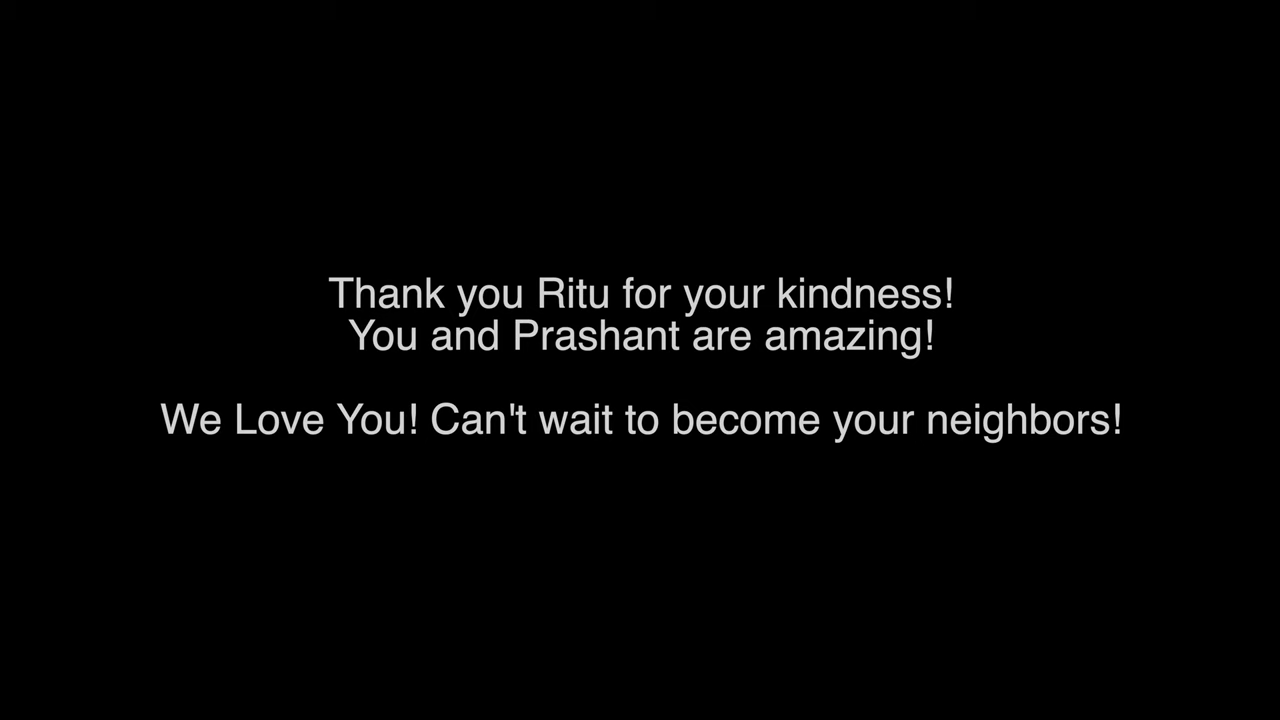 Thank you Ritu for your kindness!
You and Prashant are amazing!
We Love You! Can't wait to become your neighbors!